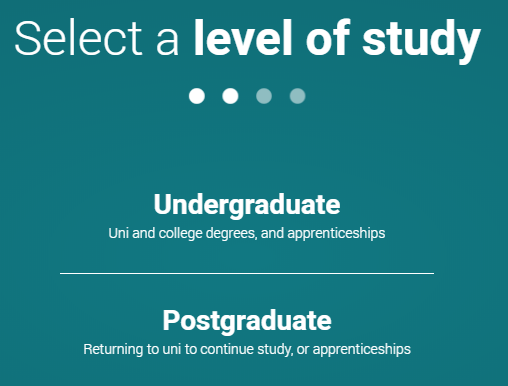 Select a level of study
Undergraduate
Uni and college degrees, and apprenticeships
Postgraduate
Returning to uni to continue study, or apprenticeships